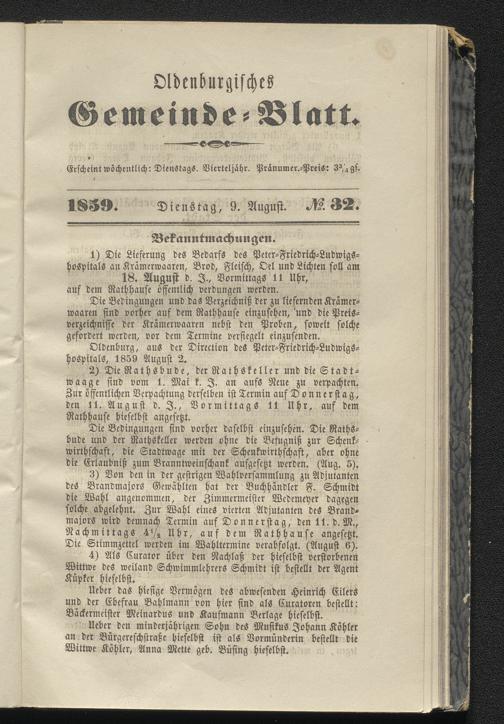 Oldenburgisches
Gemeinde-Blatt.
Erscheint wöchentlich: Dienstags. Vierteljähr. Pränumer.-Preis: 3¾ gf.
1859. Dienstag, 9. August. № 32.
Bekanntmachungen.
1) Die Lieferung des Bedarfs des Peter-Friedrich-Ludwigs-
hospitals an Krämerwaaren, Brod, Fleisch, Oel und Lichten soll am
18. August d. J., Vormittags 11 Uhr,
auf dem Rathhause öffentlich verdungen werden.
Die Bedingungen und das Verzeichniß der zu liefernden Krämer-
waaren sind vorher auf dem Rathhause einzusehen, und die Preis-
verzeichnisse der Krämerwaaren nebst den Proben, soweit solche
gefordert werden, vor dem Termine versiegelt einzusenden.
Oldenburg, aus der Direction des Peter-Friedrich-Ludwigs-
hospitals, 1859 August 2.
2) Die Rathsbude, der Rathskeller und die Stadt-
waage sind vom 1. Mai k. J. an aufs Neue zu verpachten.
Zur öffentlichen Verpachtung derselben ist Termin auf Donnerstag,
den 11. August d. J., Vormittags 11 Uhr, auf dem
Rathhause hieselbst angesetzt.
Die Bedingungen sind vorher daselbst einzusehen. Die Raths-
bude und der Rathskeller werden ohne die Befugniß zur Schenk-
wirthschaft, die Stadtwage mit der Schenkwirthschaft, aber ohne
die Erlaubniß zum Branntweinschank aufgesetzt werden. (Aug. 5).
3) Von den in der gestrigen Wahlversammlung zu Adjutanten
des Brandmajors Gewählten hat der Buchhändler F. Schmidt
die Wahl angenommen, der Zimmermeister Wedemeyer dagegen
solche abgelehnt. Zur Wahl eines vierten Adjutanten des Brand-
majors wird demnach Termin auf Donnerstag, den 11. d. M.,
Nachmittags 4½ Uhr, auf dem Rathhause angesetzt.
Die Stimmzettel werden im Wahltermine verabfolgt. (August 6).
4) Als Curator über den Nachlaß der hieselbst verstorbenen
Wittwe des weiland Schwimmlehrers Schmidt ist bestellt der Agent
Küpker hieselbst.
Ueber das hiesige Vermögen des abwesenden Heinrich Eilers
und der Ehefrau Bahlmann von hier sind als Curatoren bestellt:
Bäckermeister Meinardus und Kaufmann Verlage hieselbst.
Ueber den minderjährigen Sohn des Musikus Johann Köhler
an der Bürgereschstraße hieselbst ist als Vormünderin bestellt die
Wittwe Köhler, Anna Mette geb. Büsing hieselbst.